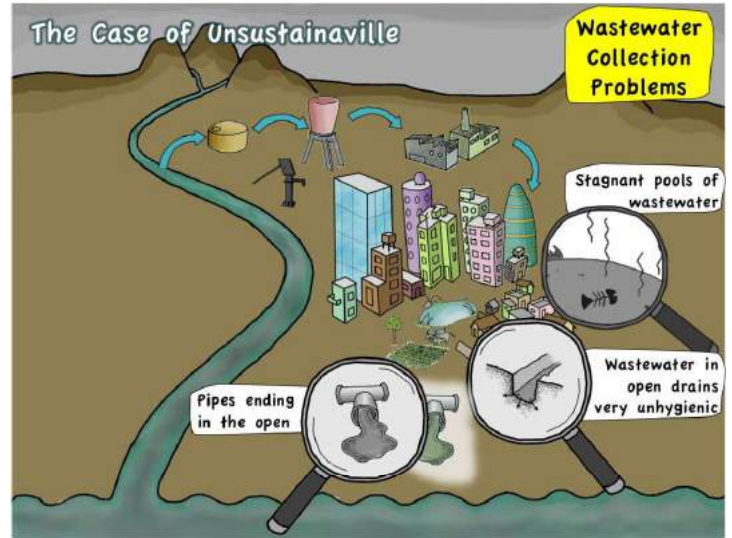 The Case of Unsustainaville
Wastewater
Collection
Problems
Stagnant pools of
wastewater
Wastewater in
open drains
very unhygienic
Pipes ending
in the open